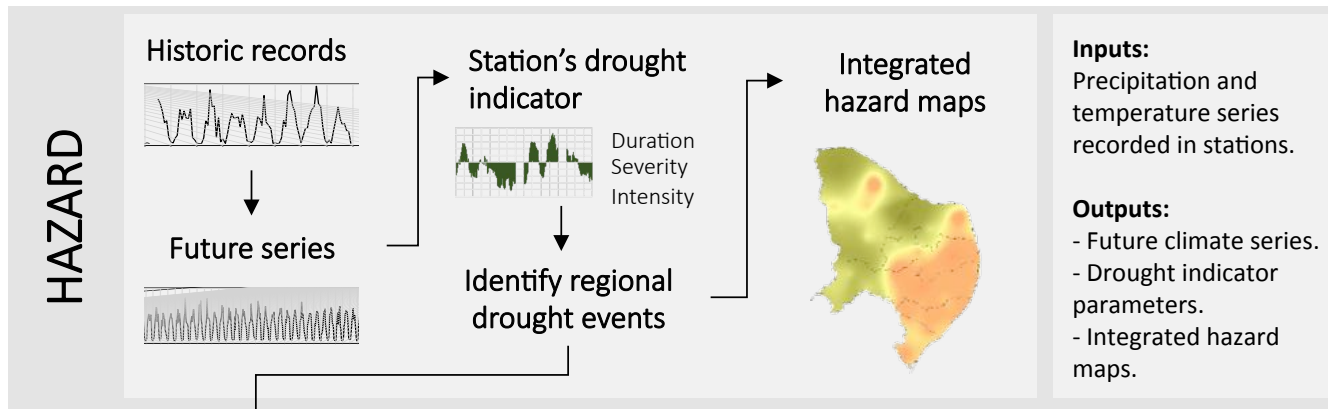 HAZARD
Historic records
Future series
Station's drought
indicator
Duration
Severity
Intensity
Identify regional
drought events
Integrated
hazard maps
Inputs:
Precipitation and
temperature series
recorded in stations.
Outputs:
- Future climate series.
- Drought indicator
parameters.
- Integrated hazard
maps.